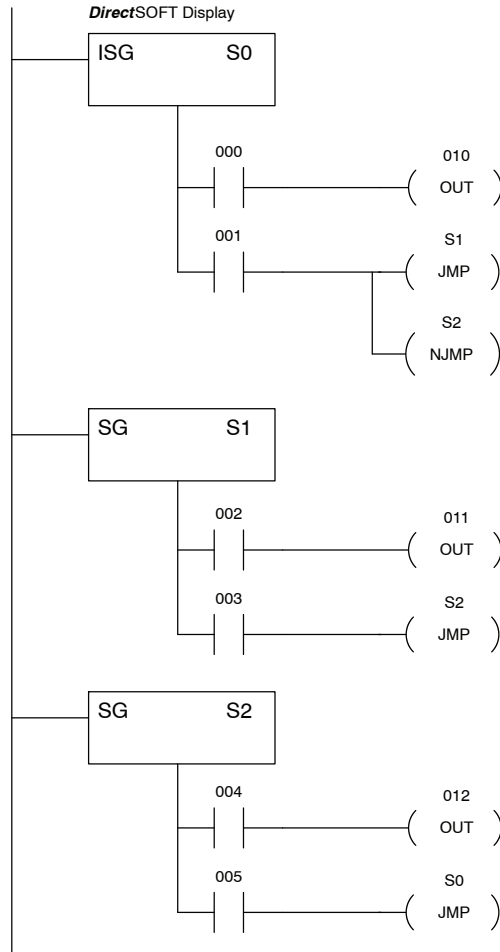 DirectSOFT Display
ISG S0
000
010
OUT
001
S1
JMP
S2
NJMP
SG S1
002
011
OUT
003
S2
JMP
SG S2
004
012
OUT
005
S0
JMP